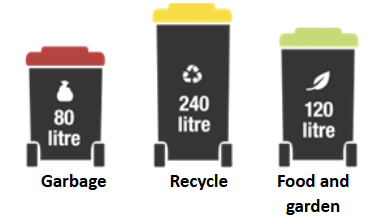 80
litre
240
litre
120
litre
Garbage
Recycle
Food and
garden